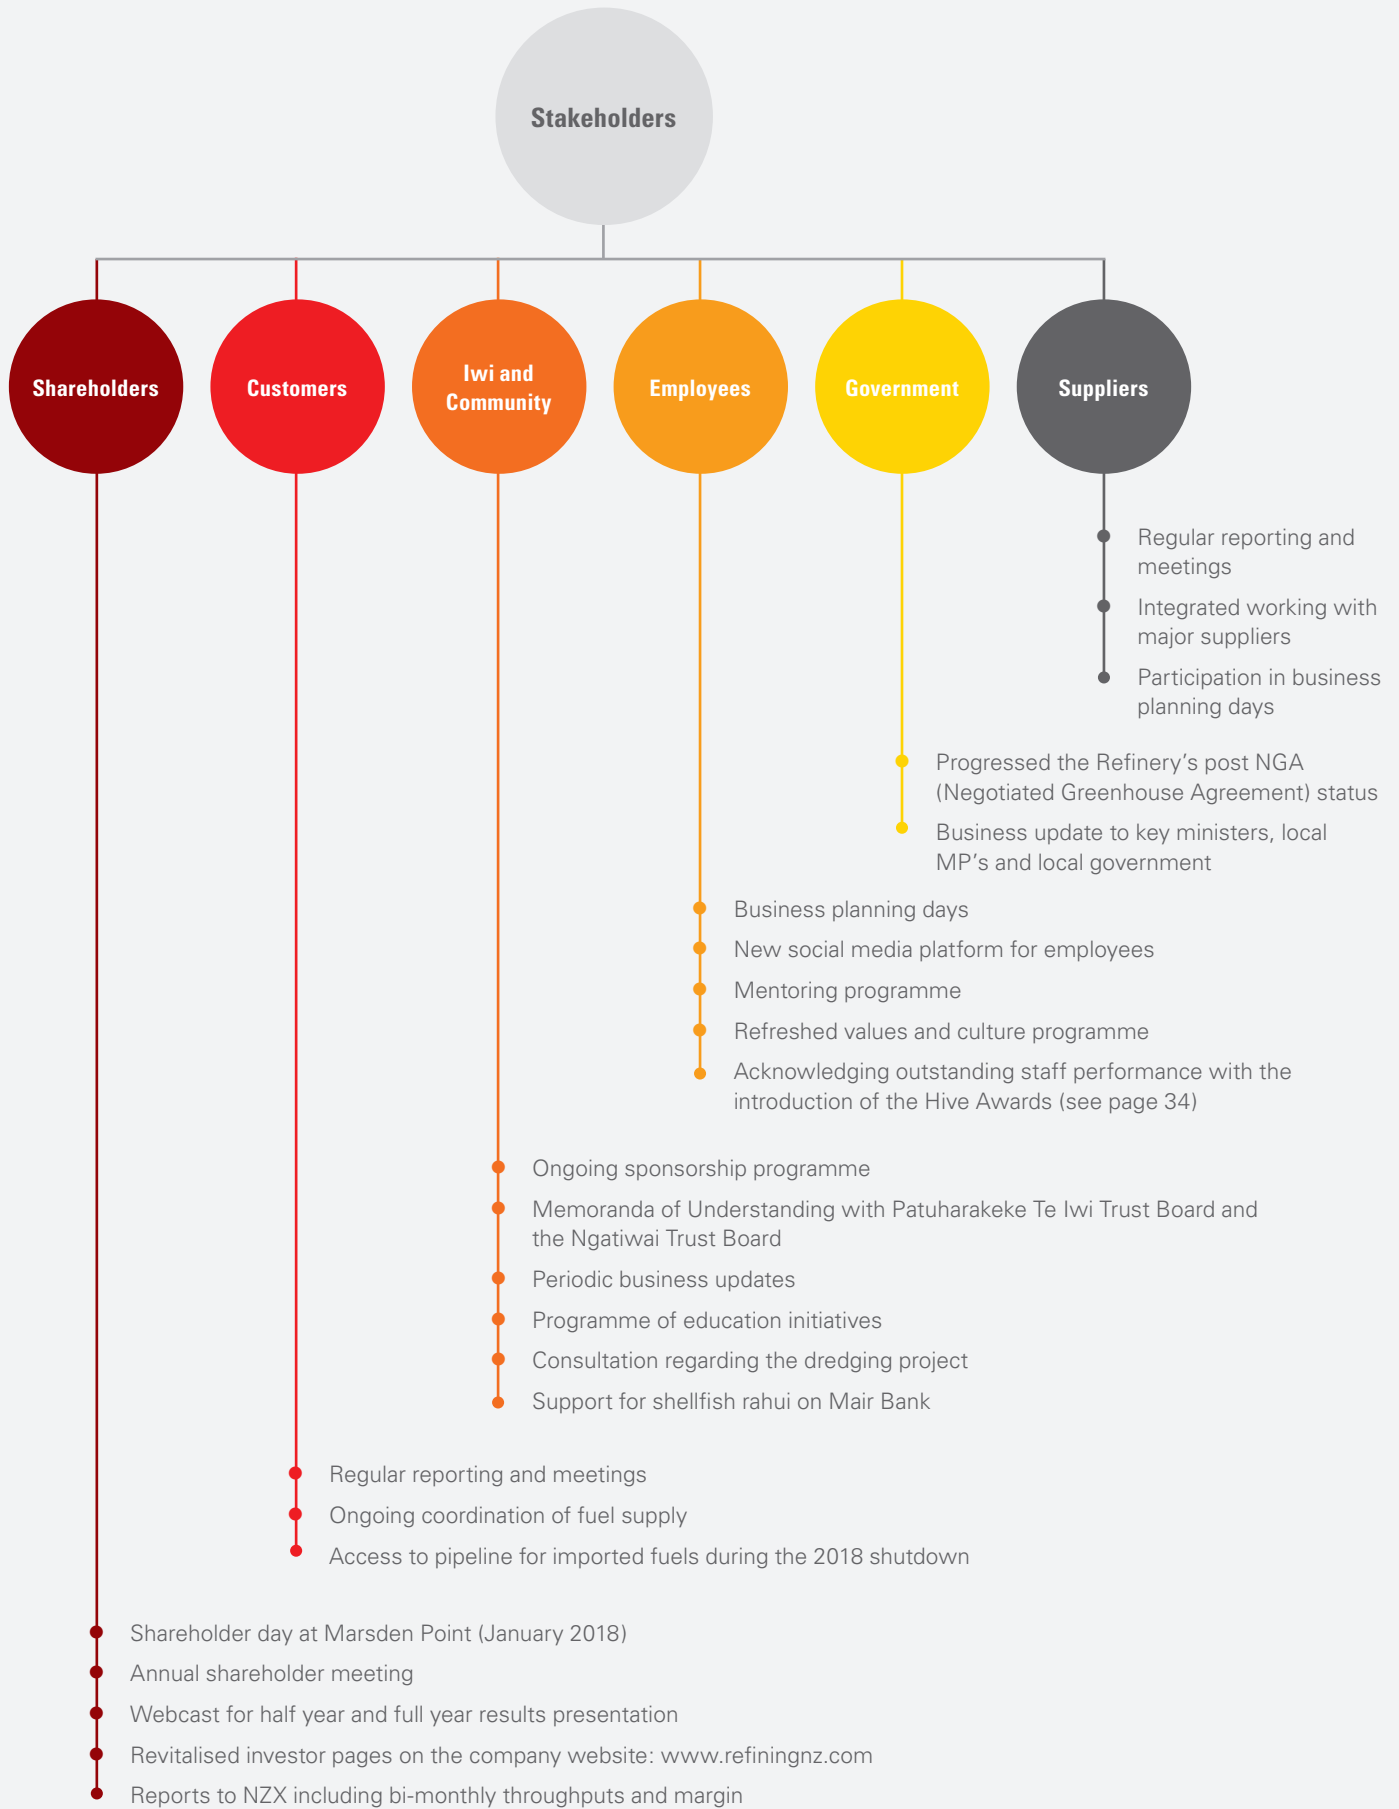 Stakeholders
Shareholders
Customers
Iwi and
Community
Employees
Government
Suppliers
Regular reporting and
meetings
Integrated working with
major suppliers
Participation in business
planning days
Progressed the Refinery’s post NGA
(Negotiated Greenhouse Agreement) status
Business update to key ministers, local
MP’s and local government
Business planning days
New social media platform for employees
Mentoring programme
Refreshed values and culture programme
Acknowledging outstanding staff performance with the
introduction of the Hive Awards (see page 34)
Ongoing sponsorship programme
Memoranda of Understanding with Patuharakeke Te Iwi Trust Board and
the Ngatiwai Trust Board
Periodic business updates
Programme of education initiatives
Consultation regarding the dredging project
Support for shellfish rahui on Mair Bank
Regular reporting and meetings
Ongoing coordination of fuel supply
Access to pipeline for imported fuels during the 2018 shutdown
Shareholder day at Marsden Point (January 2018)
Annual shareholder meeting
Webcast for half year and full year results presentation
Revitalised investor pages on the company website: www.refiningnz.com
Reports to NZX including bi-monthly throughputs and margin